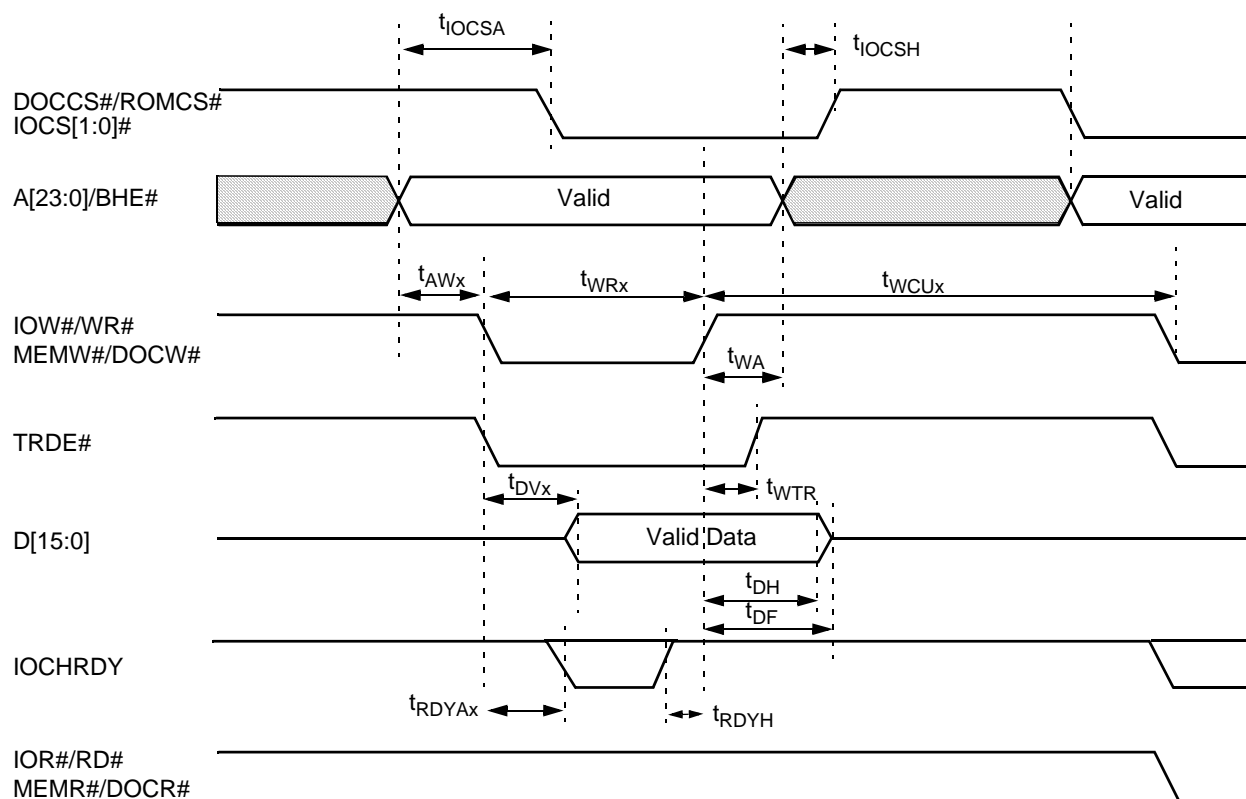 tIOCSA
tIOCSH
DOCCS#/ROMCS#
IOCS[1:0]#
A[23:0]/BHE#
Valid
Valid
tAWx
tWRx
tWCUx
IOW#/WR#
MEMW#/DOCW#
tWA
TRDE#
tDVx
tWTR
D[15:0]
Valid Data
tDH
tDF
IOCHRDY
tRDYAx
tRDYH
IOR#/RD#
MEMR#/DOCR#